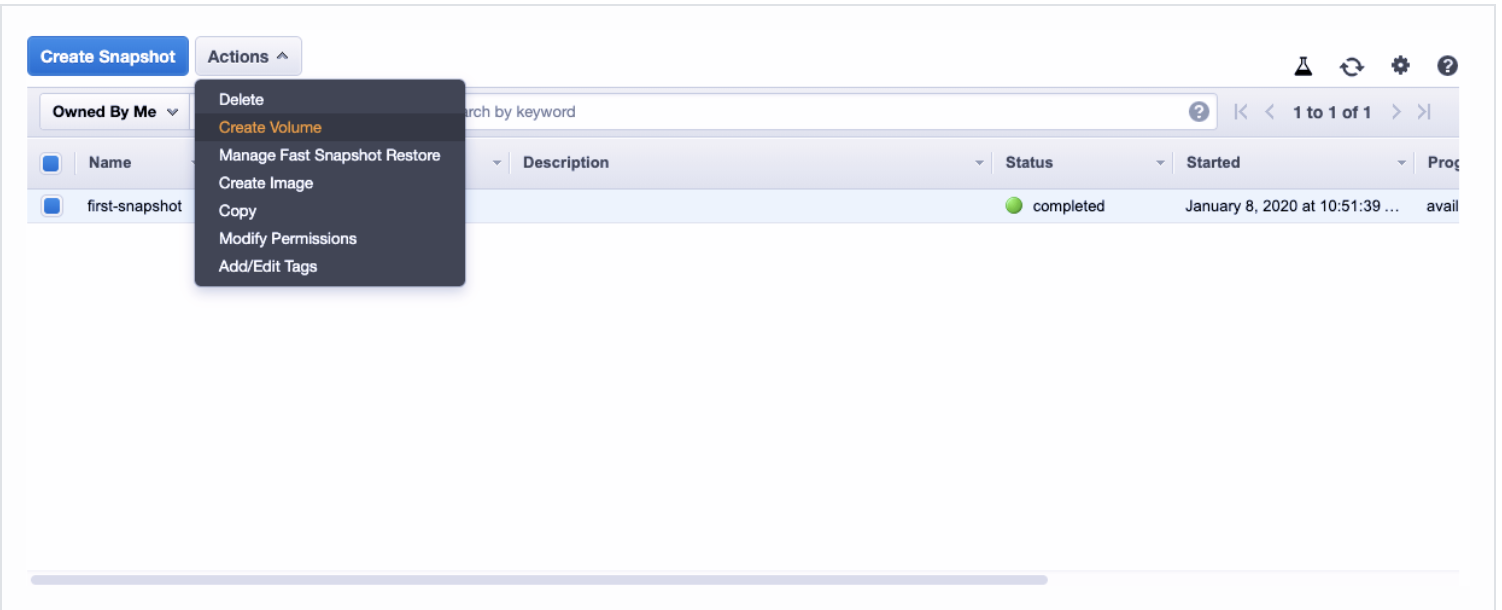 Create Snapshot Actions
Owned By Me rch by keyword 1 to 1 of 1
Delete
Create Volume
Manage Fast Snapshot Restore
Create Image
Copy
Modify Permissions
Add/Edit Tags
Name Description Status Started Prog
first-snapshot completed January 8, 2020 at 10:51:39 ... avail